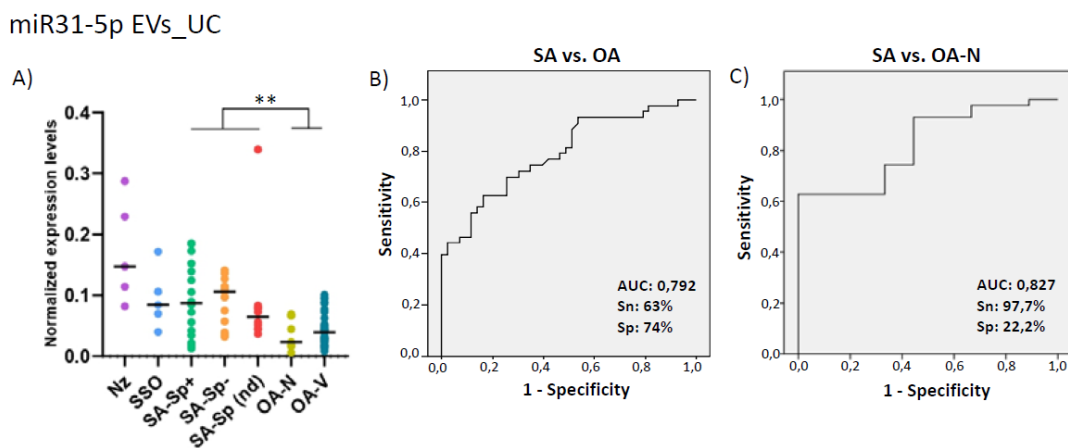 miR31-5p EVs_UC
A)
**
Normalized expression levels
0.4
0.3
0.2
0.1
0.0
Nz
SSO
SA-Sp+
SA-Sp-
SA-Sp (nd)
OA-N
OA-V
B)
SA vs. OA
Sensitivity
1,0
0,8
0,6
0,4
0,2
0,0
AUC: 0,792
Sn: 63%
Sp: 74%
0,0 0,2 0,4 0,6 0,8 1,0
1 - Specificity
C)
SA vs. OA-N
Sensitivity
1,0
0,8
0,6
0,4
0,2
0,0
AUC: 0,827
Sn: 97,7%
Sp: 22,2%
0,0 0,2 0,4 0,6 0,8 1,0
1 - Specificity